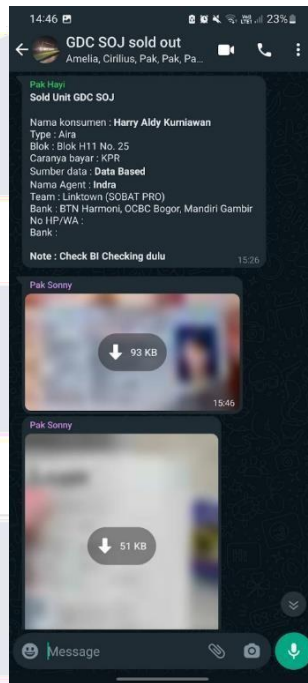 14:46 23%
GDC SOJ sold out
Amelia, Cirilius, Pak, Pak, Pa...
Pak Hayi
Sold Unit GDC SOJ
Nama konsumen : Harry Aldy Kurniawan
Type : Aira
Blok : Blok H11 No. 25
Caranya bayar : KPR
Sumber data : Data Based
Nama Agent : Indra
Team : Linktown (SOBAT PRO)
Bank : BTN Harmoni, OCBC Bogor, Mandiri Gambir
No HP/WA :
Bank :
Note : Check BI Checking dulu
15:26
Pak Sonny
93 KB
15:46
Pak Sonny
51 KB
Message